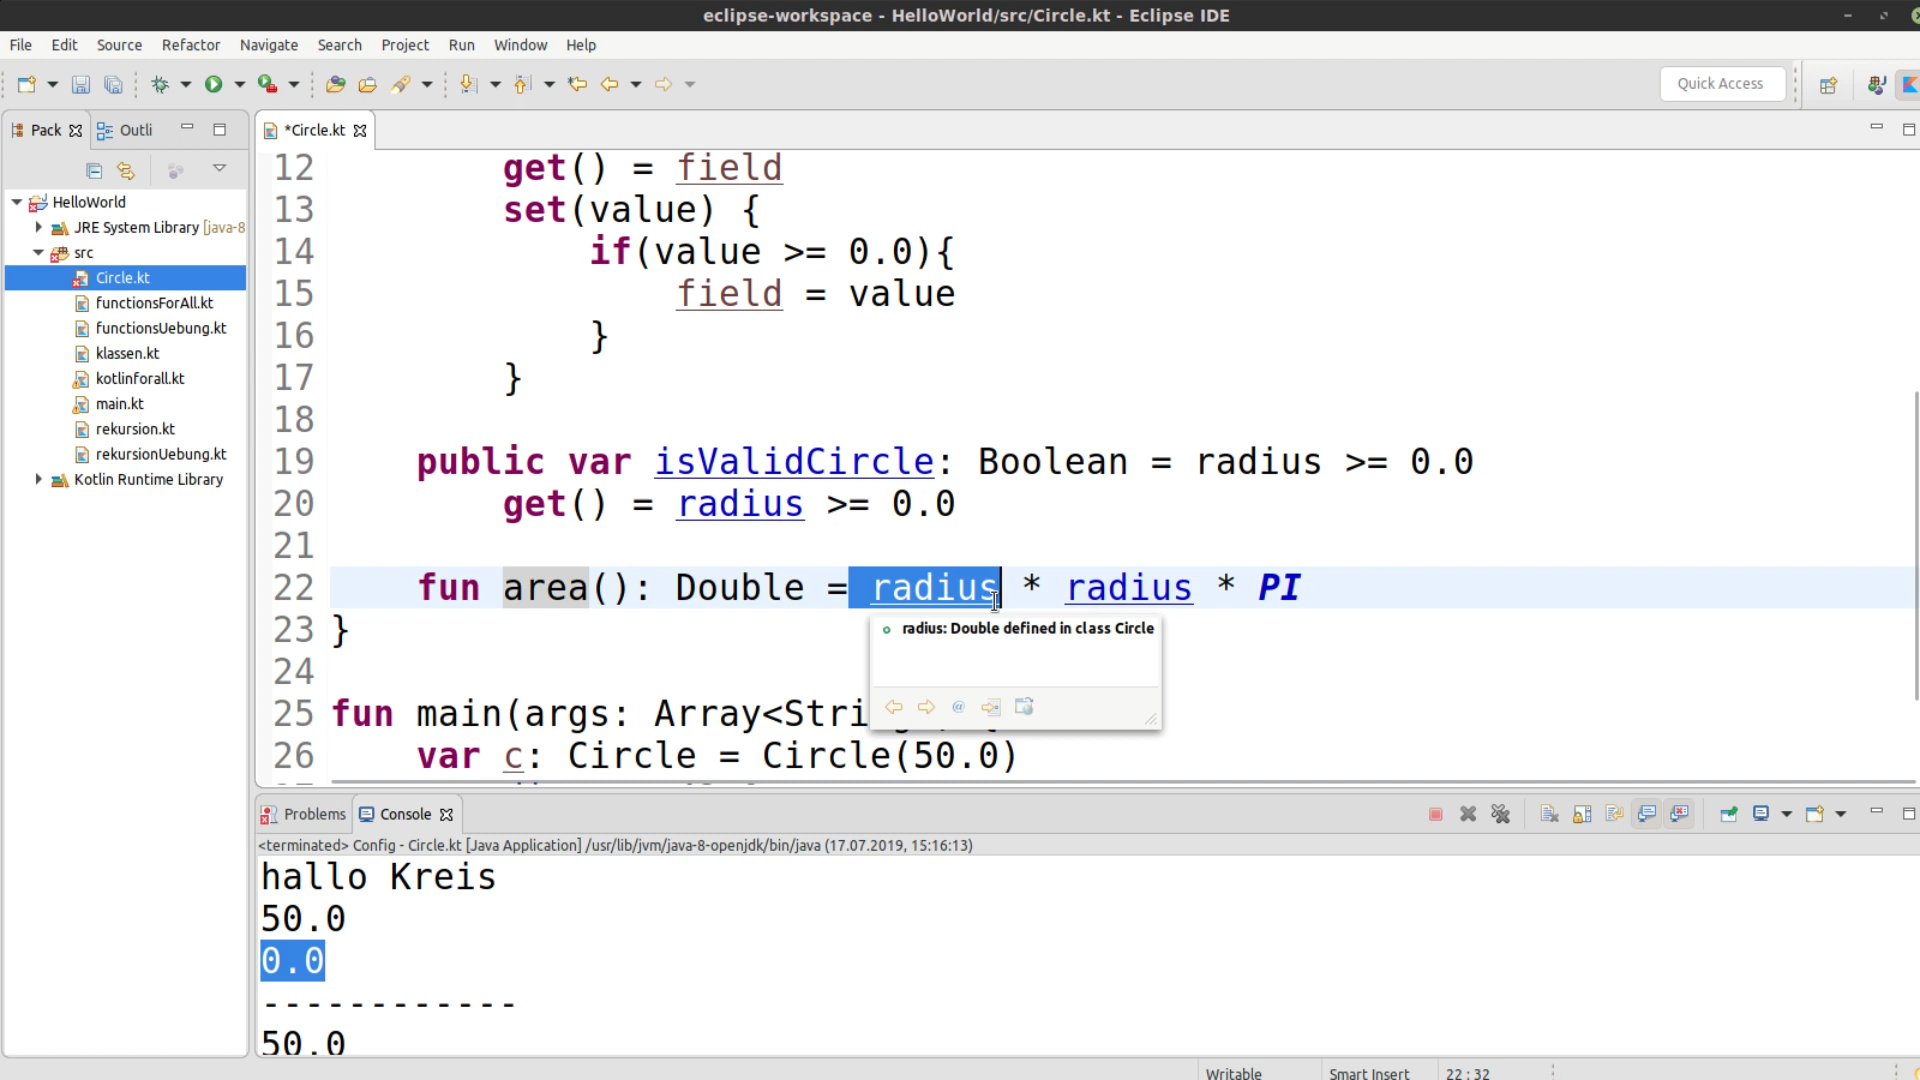 eclipse-workspace - HelloWorld/src/Circle.kt - Eclipse IDE
File Edit Source Refactor Navigate Search Project Run Window Help
Quick Access
Pack Outli
*Circle.kt
HelloWorld
JRE System Library [java-8
src
Circle.kt
functionsForAll.kt
functionsUebung.kt
klassen.kt
kotlinforall.kt
main.kt
rekursion.kt
rekursionUebung.kt
Kotlin Runtime Library
12 get() = field
13 set(value) {
14 if(value >= 0.0){
15 field = value
16 }
17 }
18
19 public var isValidCircle: Boolean = radius >= 0.0
20 get() = radius >= 0.0
21
22 fun area(): Double = radius * radius * PI
23 }
radius: Double defined in class Circle
24
25 fun main(args: Array<Stri
26 var c: Circle = Circle(50.0)
Problems Console
<terminated> Config - Circle.kt [Java Application] /usr/lib/jvm/java-8-openjdk/bin/java (17.07.2019, 15:16:13)
hallo Kreis
50.0
0.0
------------
50.0
Writable Smart Insert 22 : 32